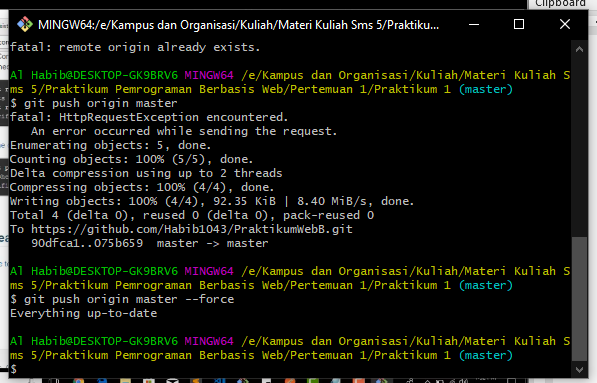 Clipboard
MINGW64:/e/Kampus dan Organisasi/Kuliah/Materi Kuliah Sms 5/Praktiku...
fatal: remote origin already exists.
Al Habib@DESKTOP-GK9BRV6 MINGW64 /e/Kampus dan Organisasi/Kuliah/Materi Kuliah S
ms 5/Praktikum Pemrograman Berbasis Web/Pertemuan 1/Praktikum 1 (master)
$ git push origin master
fatal: HttpRequestException encountered.
An error occurred while sending the request.
Enumerating objects: 5, done.
Counting objects: 100% (5/5), done.
Delta compression using up to 2 threads
Compressing objects: 100% (4/4), done.
Writing objects: 100% (4/4), 92.35 KiB | 8.40 MiB/s, done.
Total 4 (delta 0), reused 0 (delta 0), pack-reused 0
To https://github.com/Habib1043/PraktikumWebB.git
90dfca1..075b659  master -> master
Al Habib@DESKTOP-GK9BRV6 MINGW64 /e/Kampus dan Organisasi/Kuliah/Materi Kuliah S
ms 5/Praktikum Pemrograman Berbasis Web/Pertemuan 1/Praktikum 1 (master)
$ git push origin master --force
Everything up-to-date
Al Habib@DESKTOP-GK9BRV6 MINGW64 /e/Kampus dan Organisasi/Kuliah/Materi Kuliah S
ms 5/Praktikum Pemrograman Berbasis Web/Pertemuan 1/Praktikum 1 (master)
$